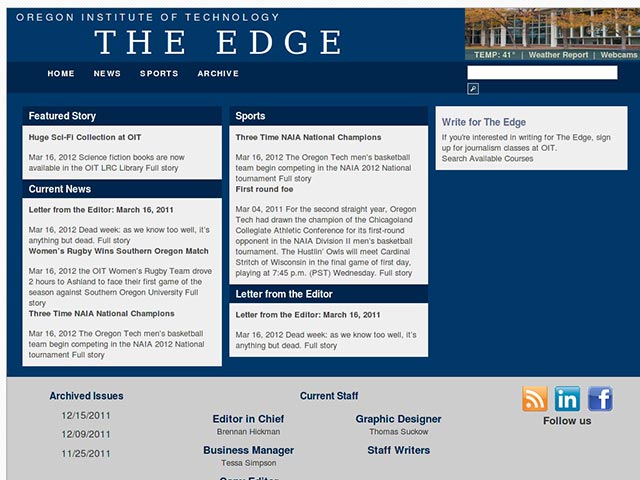 OREGON INSTITUTE OF TECHNOLOGY
THE EDGE
TEMP: 41° | Weather Report | Webcams
HOME NEWS SPORTS ARCHIVE
Featured Story
Huge Sci-Fi Collection at OIT
Mar 16, 2012 Science fiction books are now
available in the OIT LRC Library Full story
Current News
Letter from the Editor: March 16, 2011
Mar 16, 2012 Dead week: as we know too well, it's
anything but dead. Full story
Women's Rugby Wins Southern Oregon Match
Mar 16, 2012 the OIT Women's Rugby Team drove
2 hours to Ashland to face their first game of the
season against Southern Oregon University Full
story
Three Time NAIA National Champions
Mar 16, 2012 The Oregon Tech men's basketball
team begin competing in the NAIA 2012 National
tournament Full story
Sports
Three Time NAIA National Champions
Mar 16, 2012 The Oregon Tech men's basketball
team begin competing in the NAIA 2012 National
tournament Full story
First round foe
Mar 04, 2011 For the second straight year, Oregon
Tech had drawn the champion of the Chicagoland
Collegiate Athletic Conference for its first-round
opponent in the NAIA Division II men's basketball
tournament. The Hustlin' Owls will meet Cardinal
Stritch of Wisconsin in the final game of first day,
playing at 7:45 p.m. (PST) Wednesday. Full story
Letter from the Editor
Letter from the Editor: March 16, 2011
Mar 16, 2012 Dead week: as we know too well, it's
anything but dead. Full story
Write for The Edge
If you're interested in writing for The Edge, sign
up for journalism classes at OIT.
Search Available Courses
Archived Issues
12/15/2011
12/09/2011
11/25/2011
Current Staff
Editor in Chief
Brennan Hickman
Business Manager
Tessa Simpson
Copy Editor
Graphic Designer
Thomas Suckow
Staff Writers
in f
Follow us